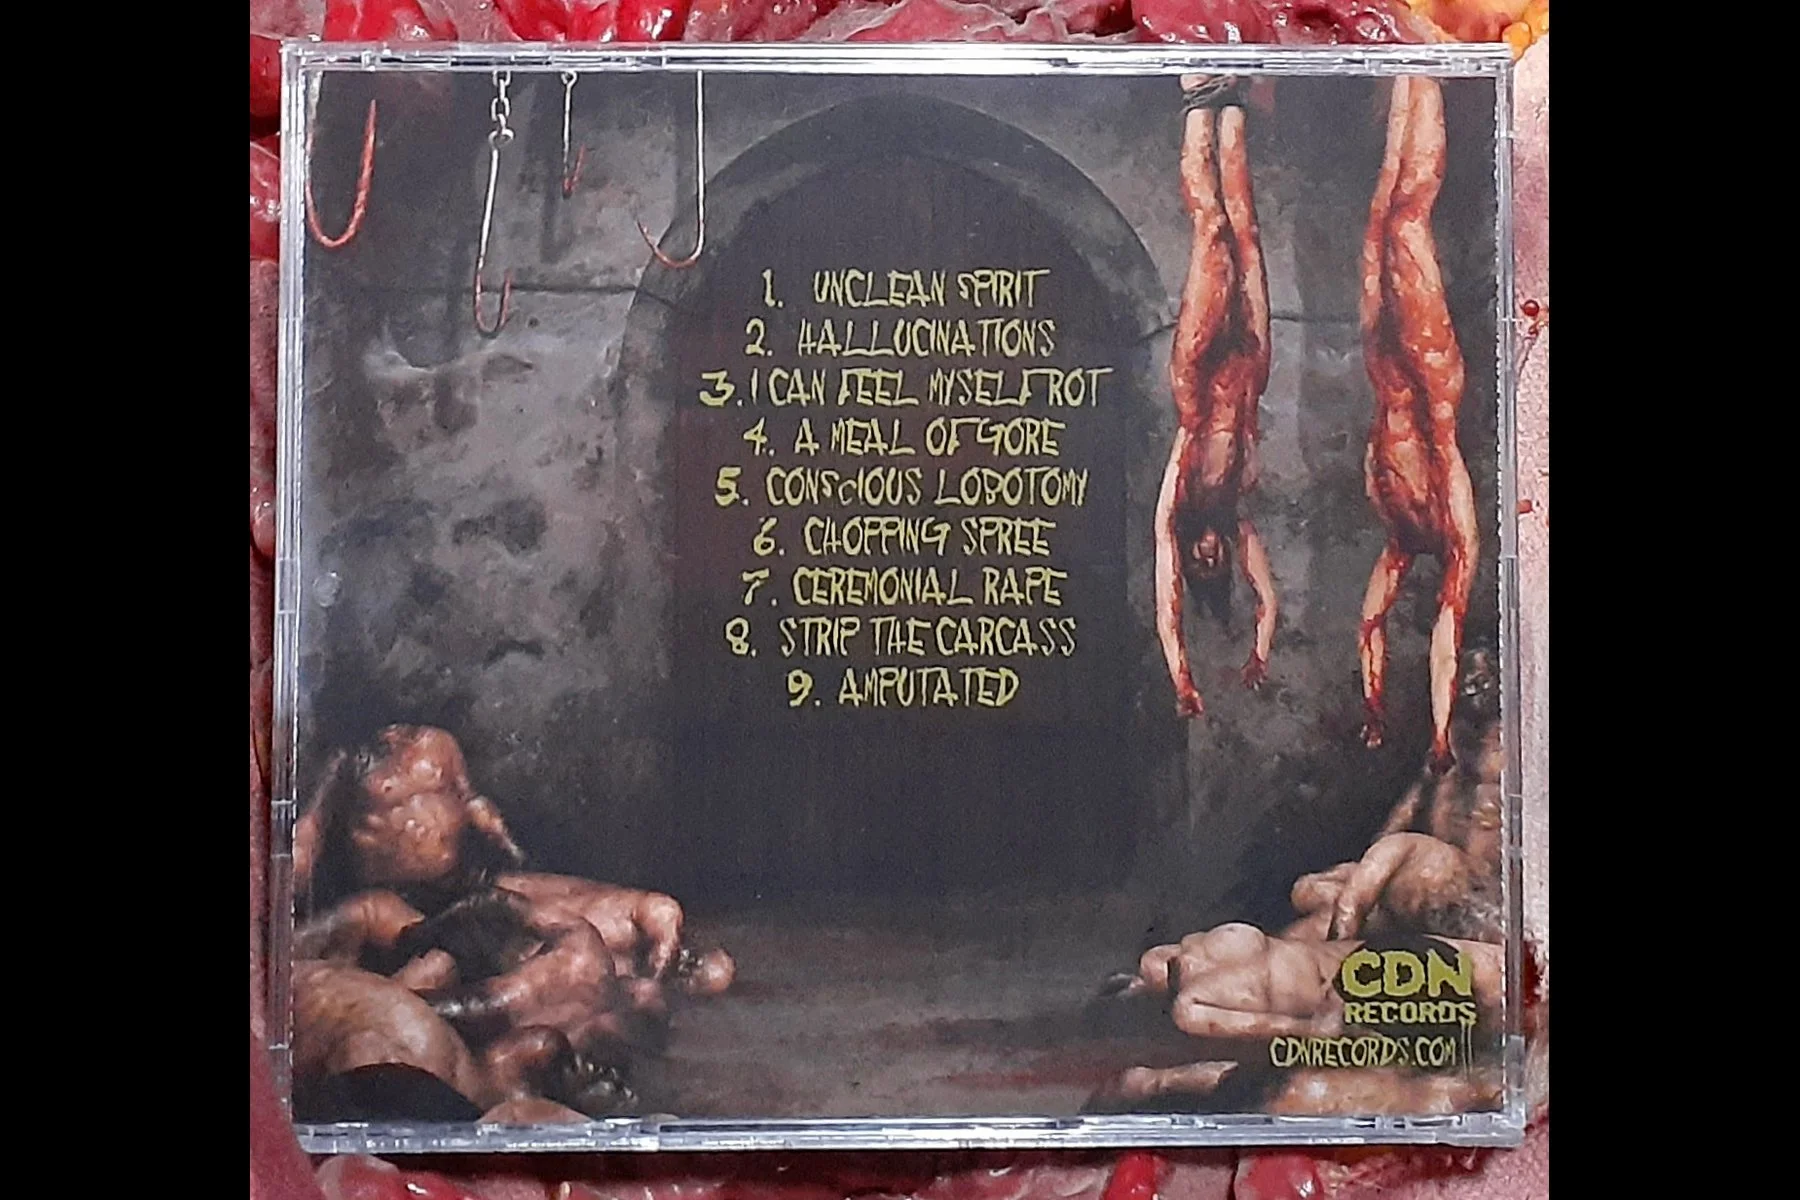 1. UNCLEAN SPIRIT
2. HALLUCINATIONS
3. I CAN FEEL MYSELF ROT
4. A MEAL OF GORE
5. CONSCIOUS LOBOTOMY
6. CHOPPING SPREE
7. CEREMONIAL RAPE
8. STRIP THE CARCASS
9. AMPUTATED
CDN
RECORDS
CDNRECORDS.COM